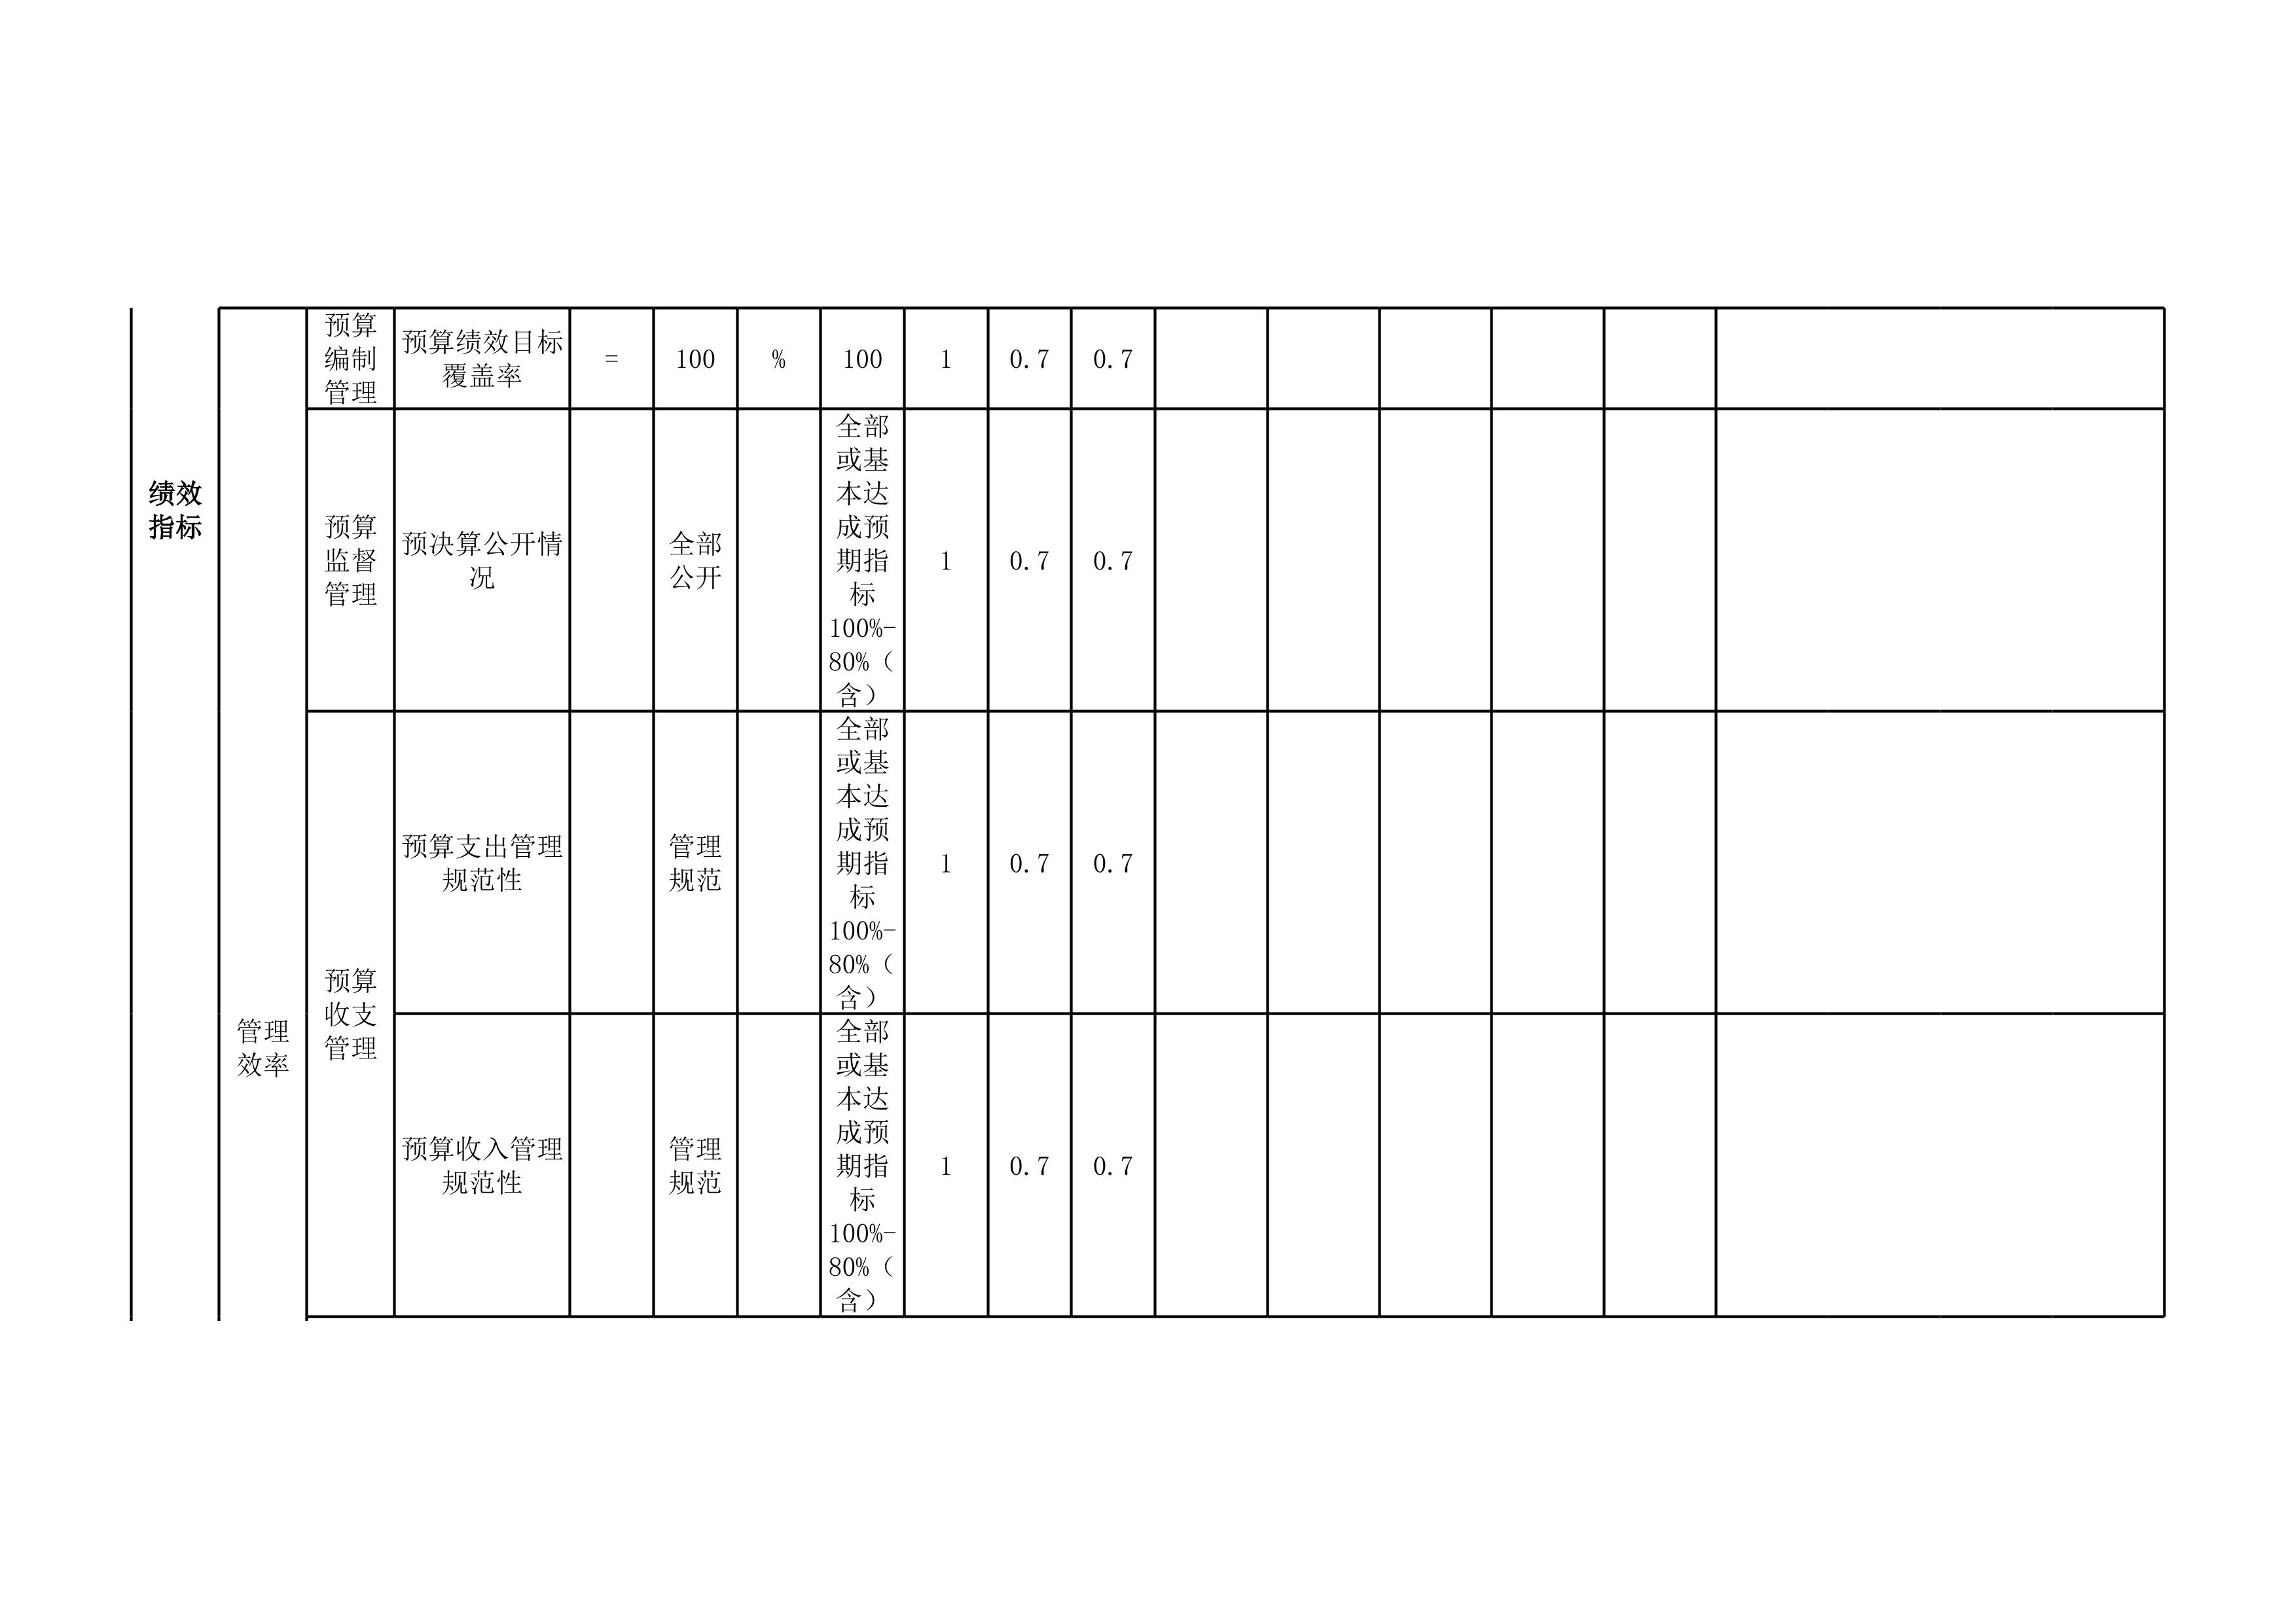 绩效
指标
管理
效率
预算
编制
管理
预算绩效目标
覆盖率
=
100
%
100
1
0.7
0.7
预算
监督
管理
预决算公开情
况
全部
公开
全部
或基
本达
成预
期指
标
100%-
80%（
含）
1
0.7
0.7
预算
收支
管理
预算支出管理
规范性
管理
规范
全部
或基
本达
成预
期指
标
100%-
80%（
含）
1
0.7
0.7
预算收入管理
规范性
管理
规范
全部
或基
本达
成预
期指
标
100%-
80%（
含）
1
0.7
0.7